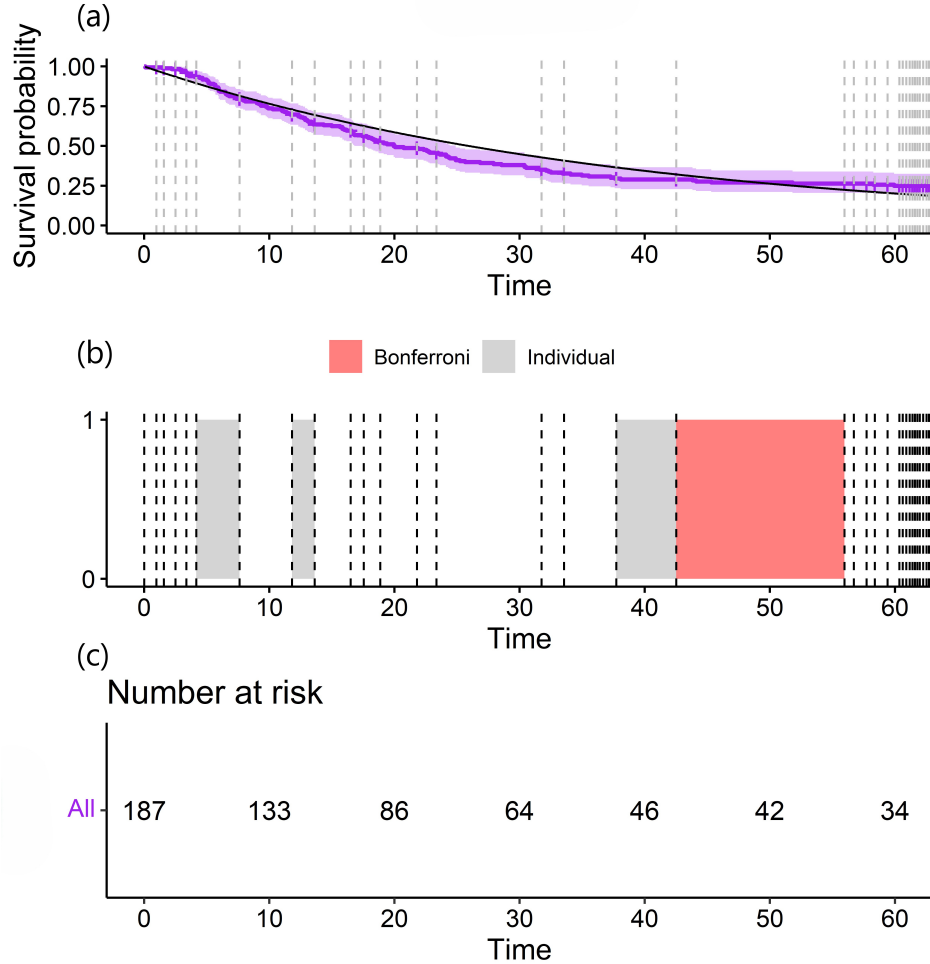 (a)
Survival probability
1.00
0.75
0.50
0.25
0.00
0 10 20 30 40 50 60
Time
(b)
Bonferroni Individual
1
0
0 10 20 30 40 50 60
Time
(c)
Number at risk
All 187 133 86 64 46 42 34
0 10 20 30 40 50 60
Time